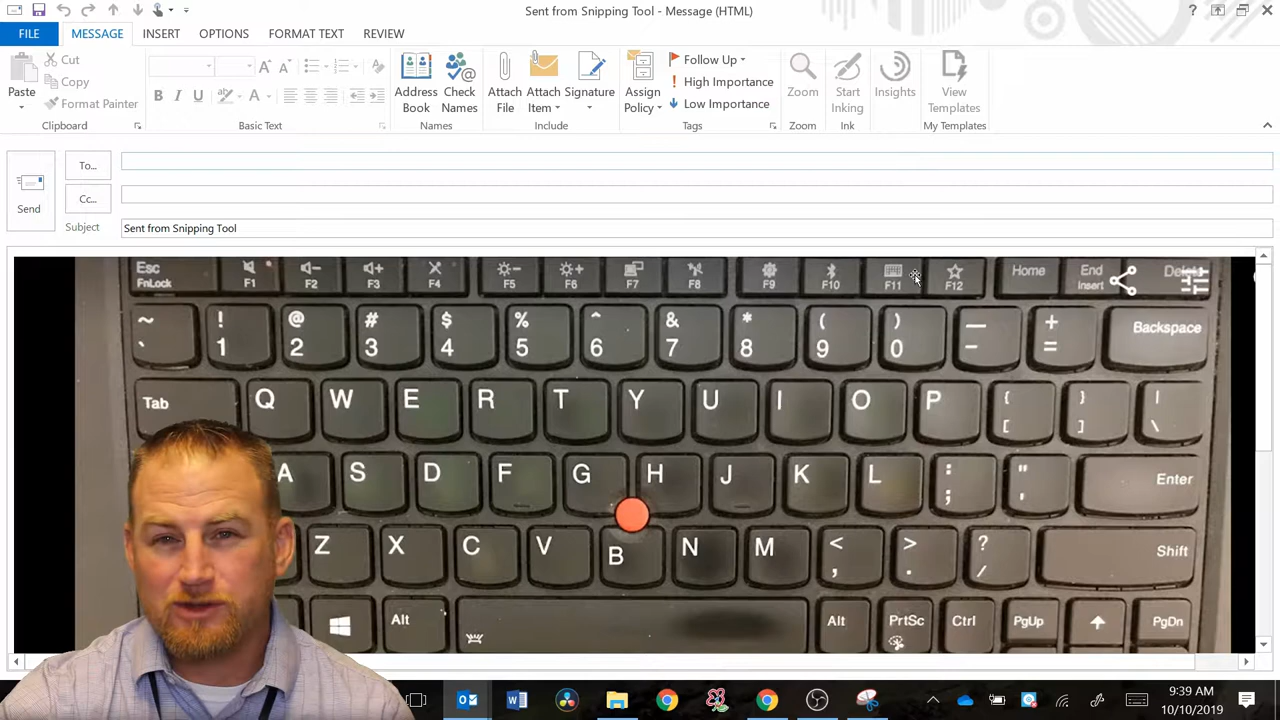 Sent from Snipping Tool - Message (HTML)
?
FILE MESSAGE INSERT OPTIONS FORMAT TEXT REVIEW
Paste
Cut
Copy
Format Painter
Clipboard
B I U A
Basic Text
Address Book
Check Names
Names
Attach File
Attach Item
Signature
Include
Assign Policy
Follow Up
High Importance
Low Importance
Tags
Zoom
Zoom
Start Inking
Ink
Insights
View Templates
My Templates
Send
To...
Cc...
Subject Sent from Snipping Tool
Esc FnLock F1 F2 F3 F4 F5 F6 F7 F8 F9 F10 F11 F12 Home End Insert Delete
~ ! @ # $ % ^ & * ( ) — +
` 1 2 3 4 5 6 7 8 9 0 - = Backspace
Tab Q W E R T Y U I O P { [ } ] | \
A S D F G H J K L : ; " ' Enter
Z X C V B N M < , > . ? / Shift
Alt Alt PrtSc Ctrl PgUp PgDn
9:39 AM
10/10/2019